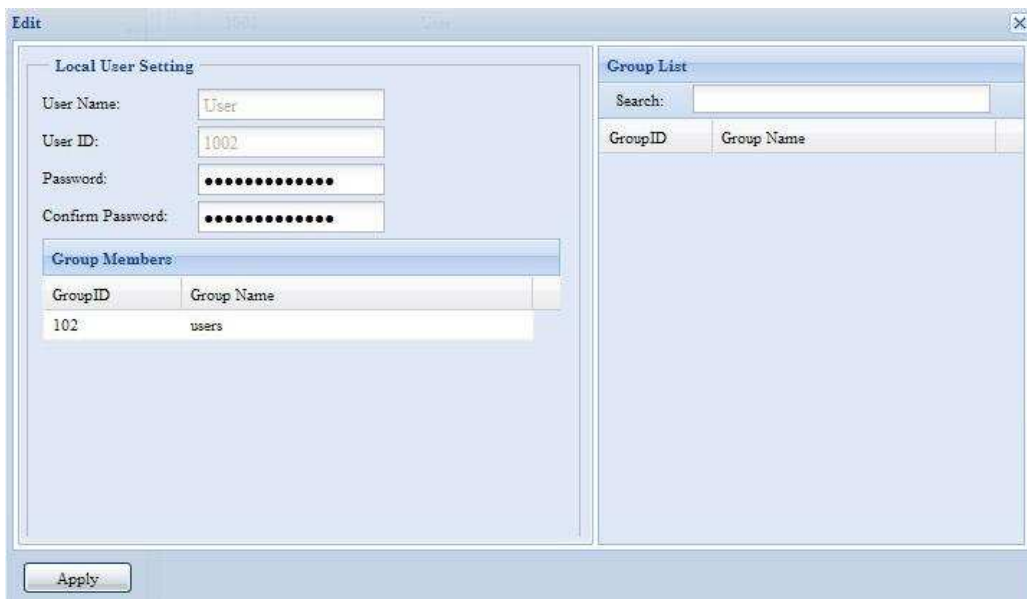 Edit
Local User Setting
User Name: User
User ID: 1002
Password: •••••••••••••
Confirm Password: •••••••••••••
Group Members
GroupID Group Name
102 users
Group List
Search:
GroupID Group Name
Apply